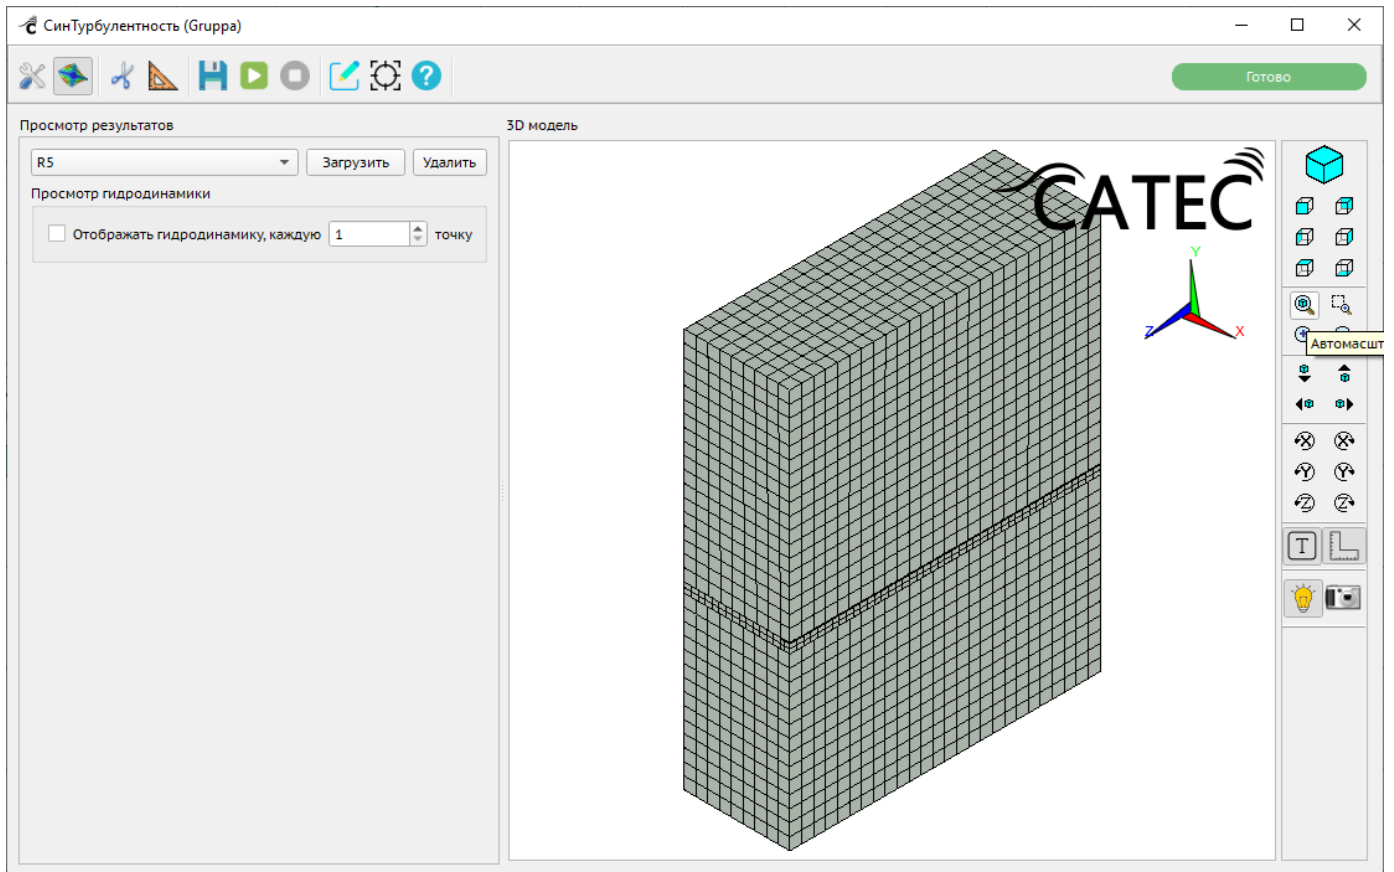 СинТурбулентность (Gruppa)
Готово
Просмотр результатов
3D модель
R5
Загрузить
Удалить
Просмотр гидродинамики
Отображать гидродинамику, каждую 1 точку
CATEC
Y
Z
X
Автомасшт
X X
Y Y
Z Z
T